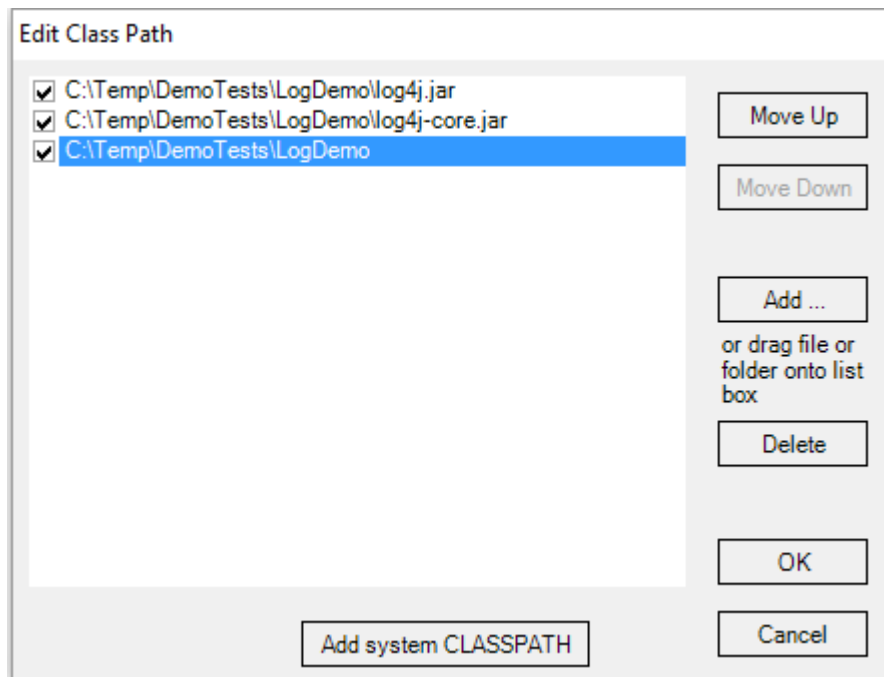 Edit Class Path
C:\Temp\DemoTests\LogDemo\log4j.jar
C:\Temp\DemoTests\LogDemo\log4j-core.jar
C:\Temp\DemoTests\LogDemo
Move Up
Move Down
Add ...
or drag file or
folder onto list
box
Delete
OK
Cancel
Add system CLASSPATH